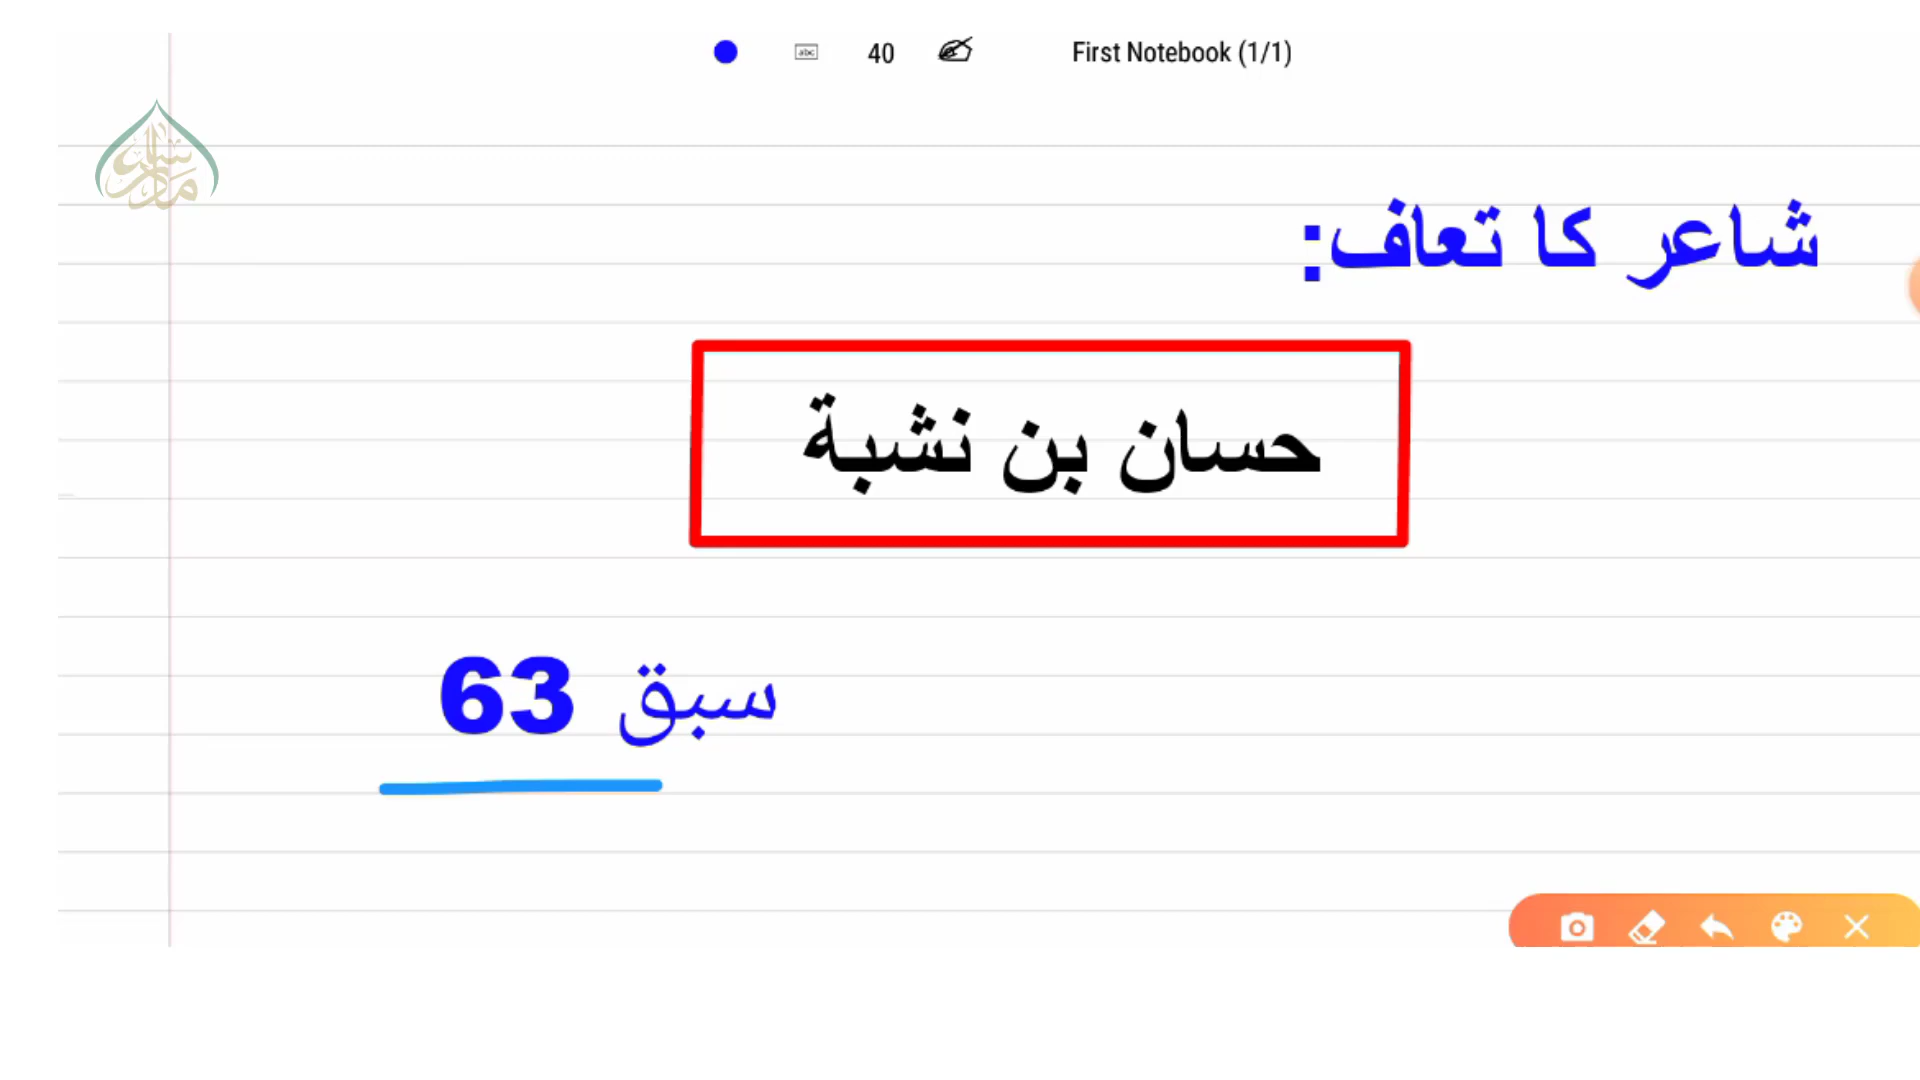 40 First Notebook (1/1)
شاعر کا تعاف:
حسان بن نشبة
سبق 63